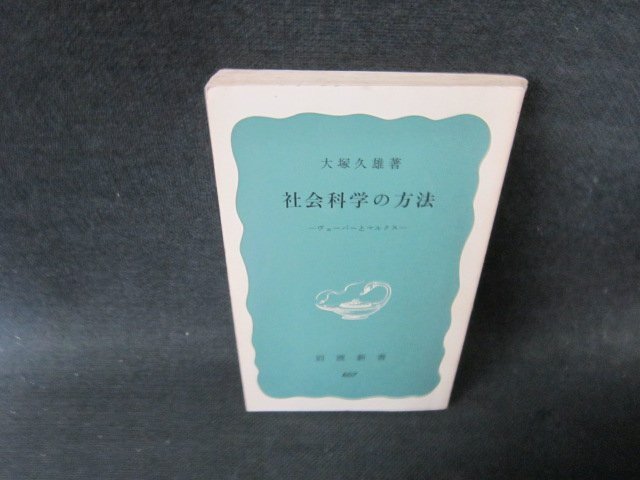 大塚久雄著
社会科学の方法
―ヴェーバーとマルクス―
岩波新書